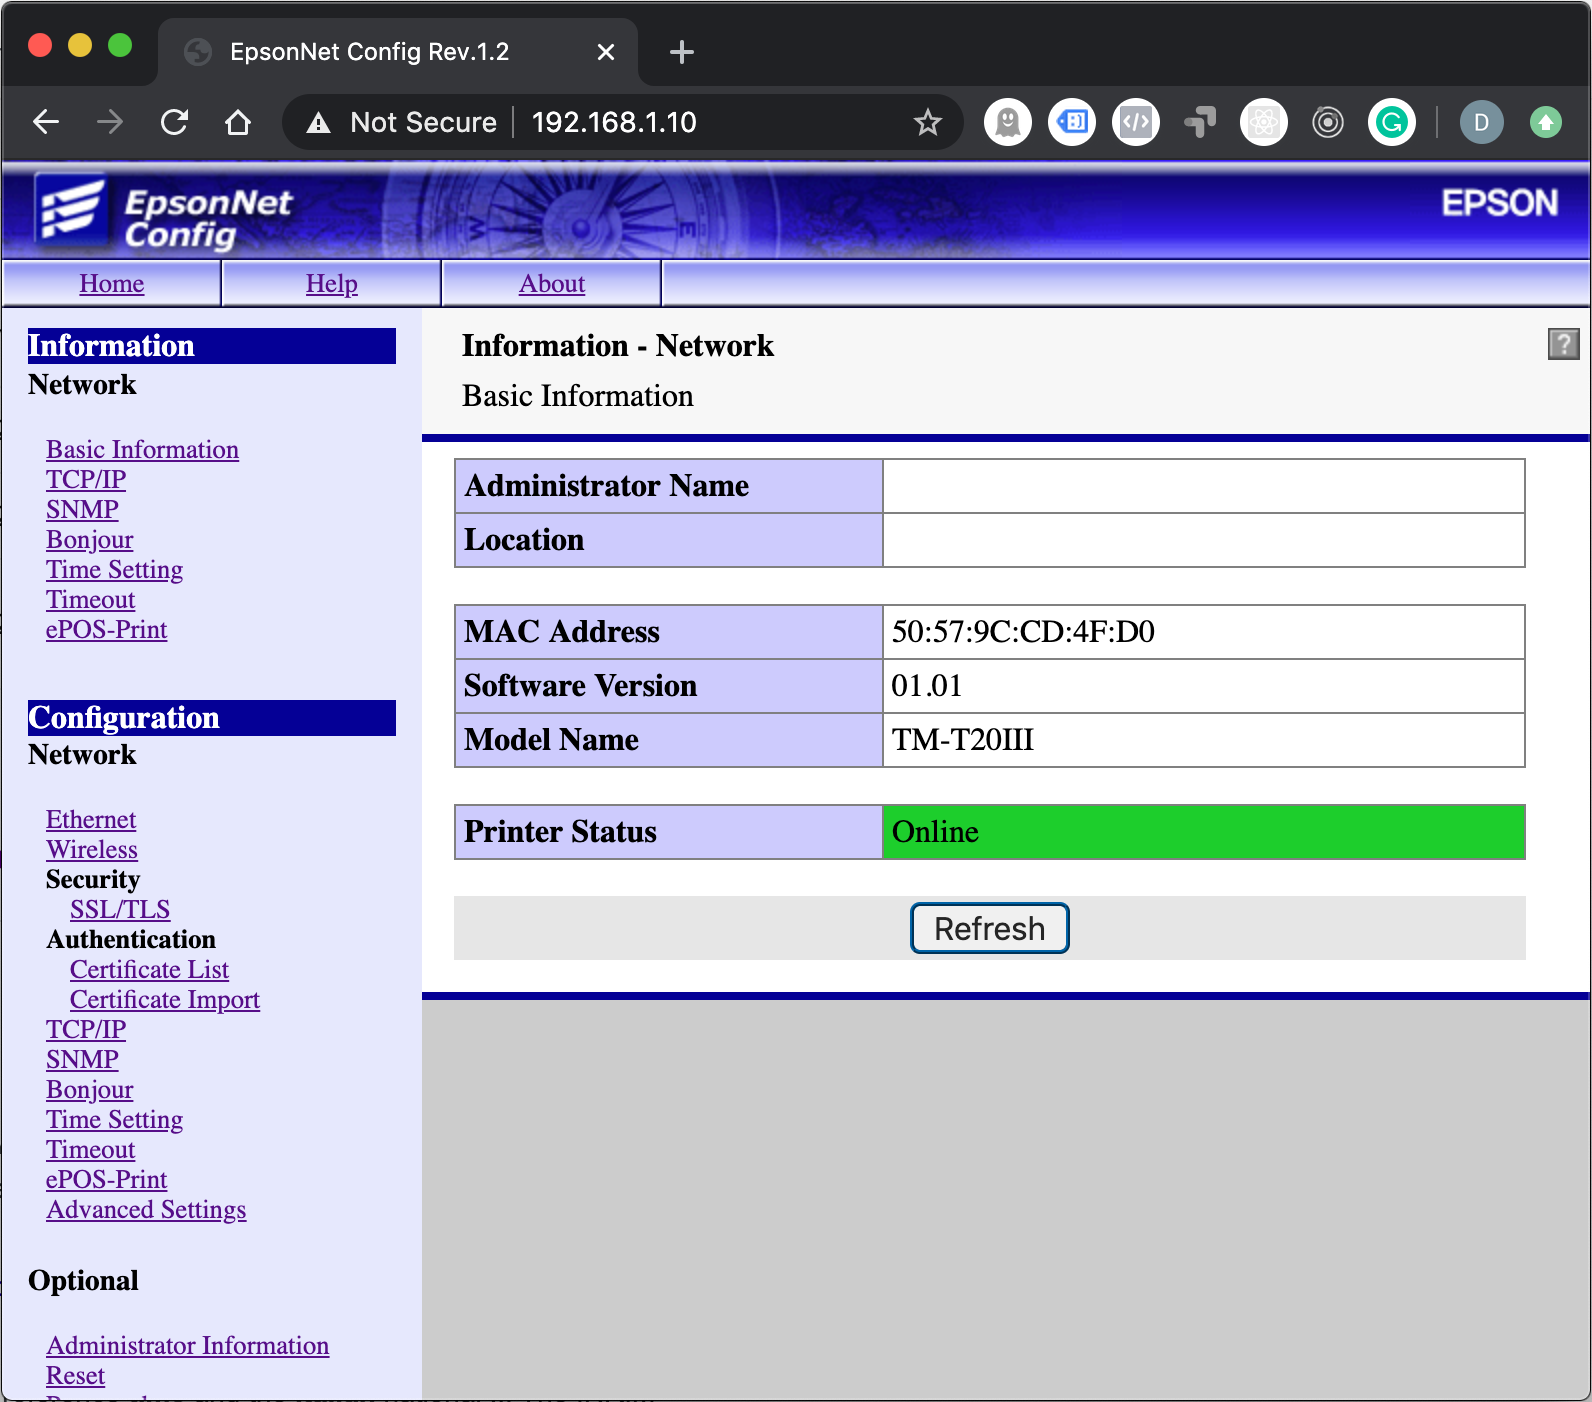 EpsonNet Config Rev.1.2
Not Secure 192.168.1.10
D
EpsonNet
Config
W
E
EPSON
Home Help About
Information
Network
Basic Information
TCP/IP
SNMP
Bonjour
Time Setting
Timeout
ePOS-Print
Configuration
Network
Ethernet
Wireless
Security
SSL/TLS
Authentication
Certificate List
Certificate Import
TCP/IP
SNMP
Bonjour
Time Setting
Timeout
ePOS-Print
Advanced Settings
Optional
Administrator Information
Reset
Information - Network
?
Basic Information
Administrator Name
Location
MAC Address 50:57:9C:CD:4F:D0
Software Version 01.01
Model Name TM-T20III
Printer Status Online
Refresh